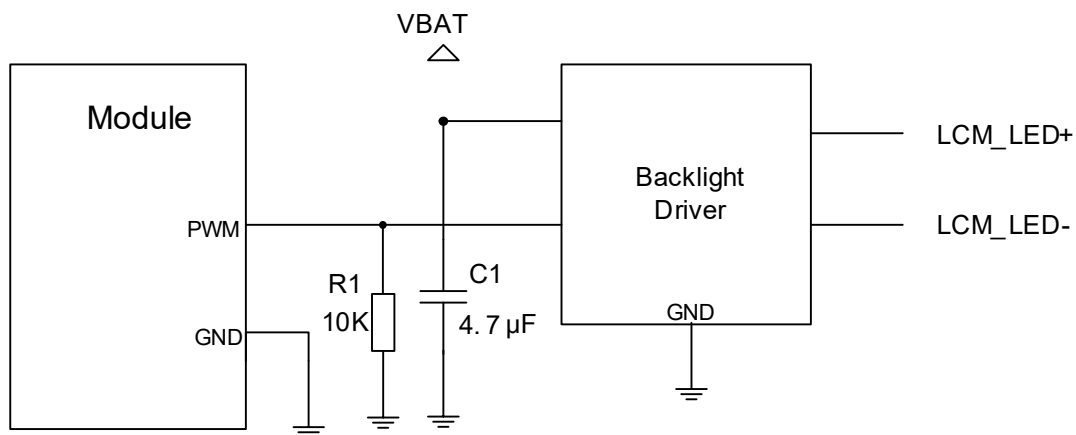 VBAT
Module
LCM_LED+
Backlight
Driver
PWM
LCM_LED-
R1
C1
10K
4.7 µF
GND
GND